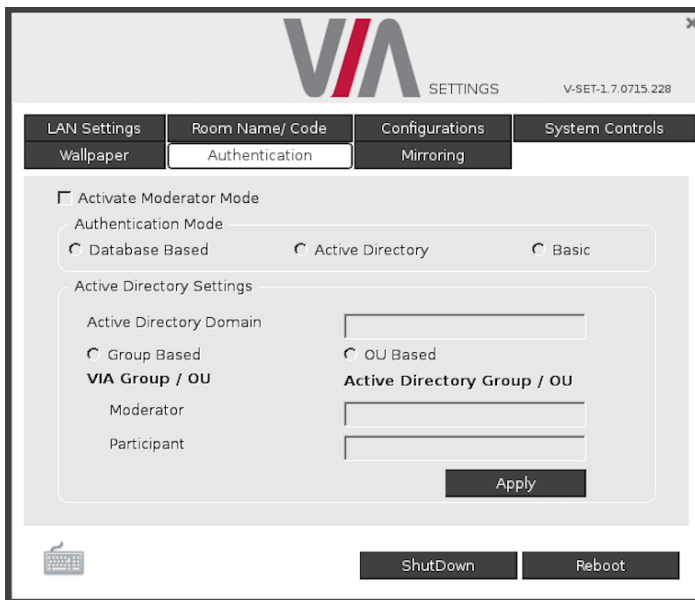 VIA SETTINGS V-SET-1.7.0715.228
LAN Settings Room Name/ Code Configurations System Controls
Wallpaper Authentication Mirroring
Activate Moderator Mode
Authentication Mode
Database Based Active Directory Basic
Active Directory Settings
Active Directory Domain
Group Based OU Based
VIA Group / OU Active Directory Group / OU
Moderator
Participant
Apply
ShutDown Reboot